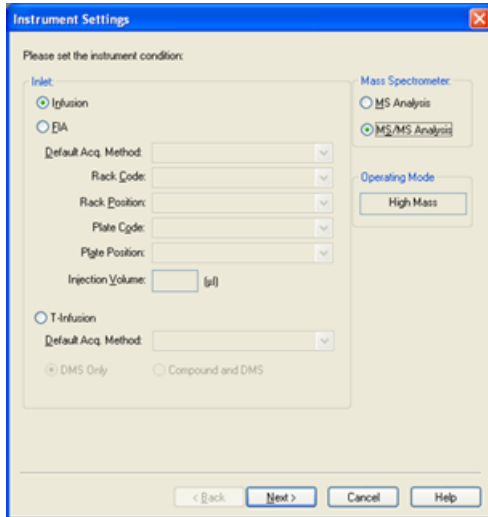 Instrument Settings
Please set the instrument condition:
Inlet:
Infusion
FIA
Default Acq. Method:
Rack Code:
Rack Position:
Plate Code:
Plate Position:
Injection Volume:
(µl)
T-Infusion
Default Acq. Method:
DMS Only
Compound and DMS
Mass Spectrometer:
MS Analysis
MS/MS Analysis
Operating Mode
High Mass
< Back
Next >
Cancel
Help